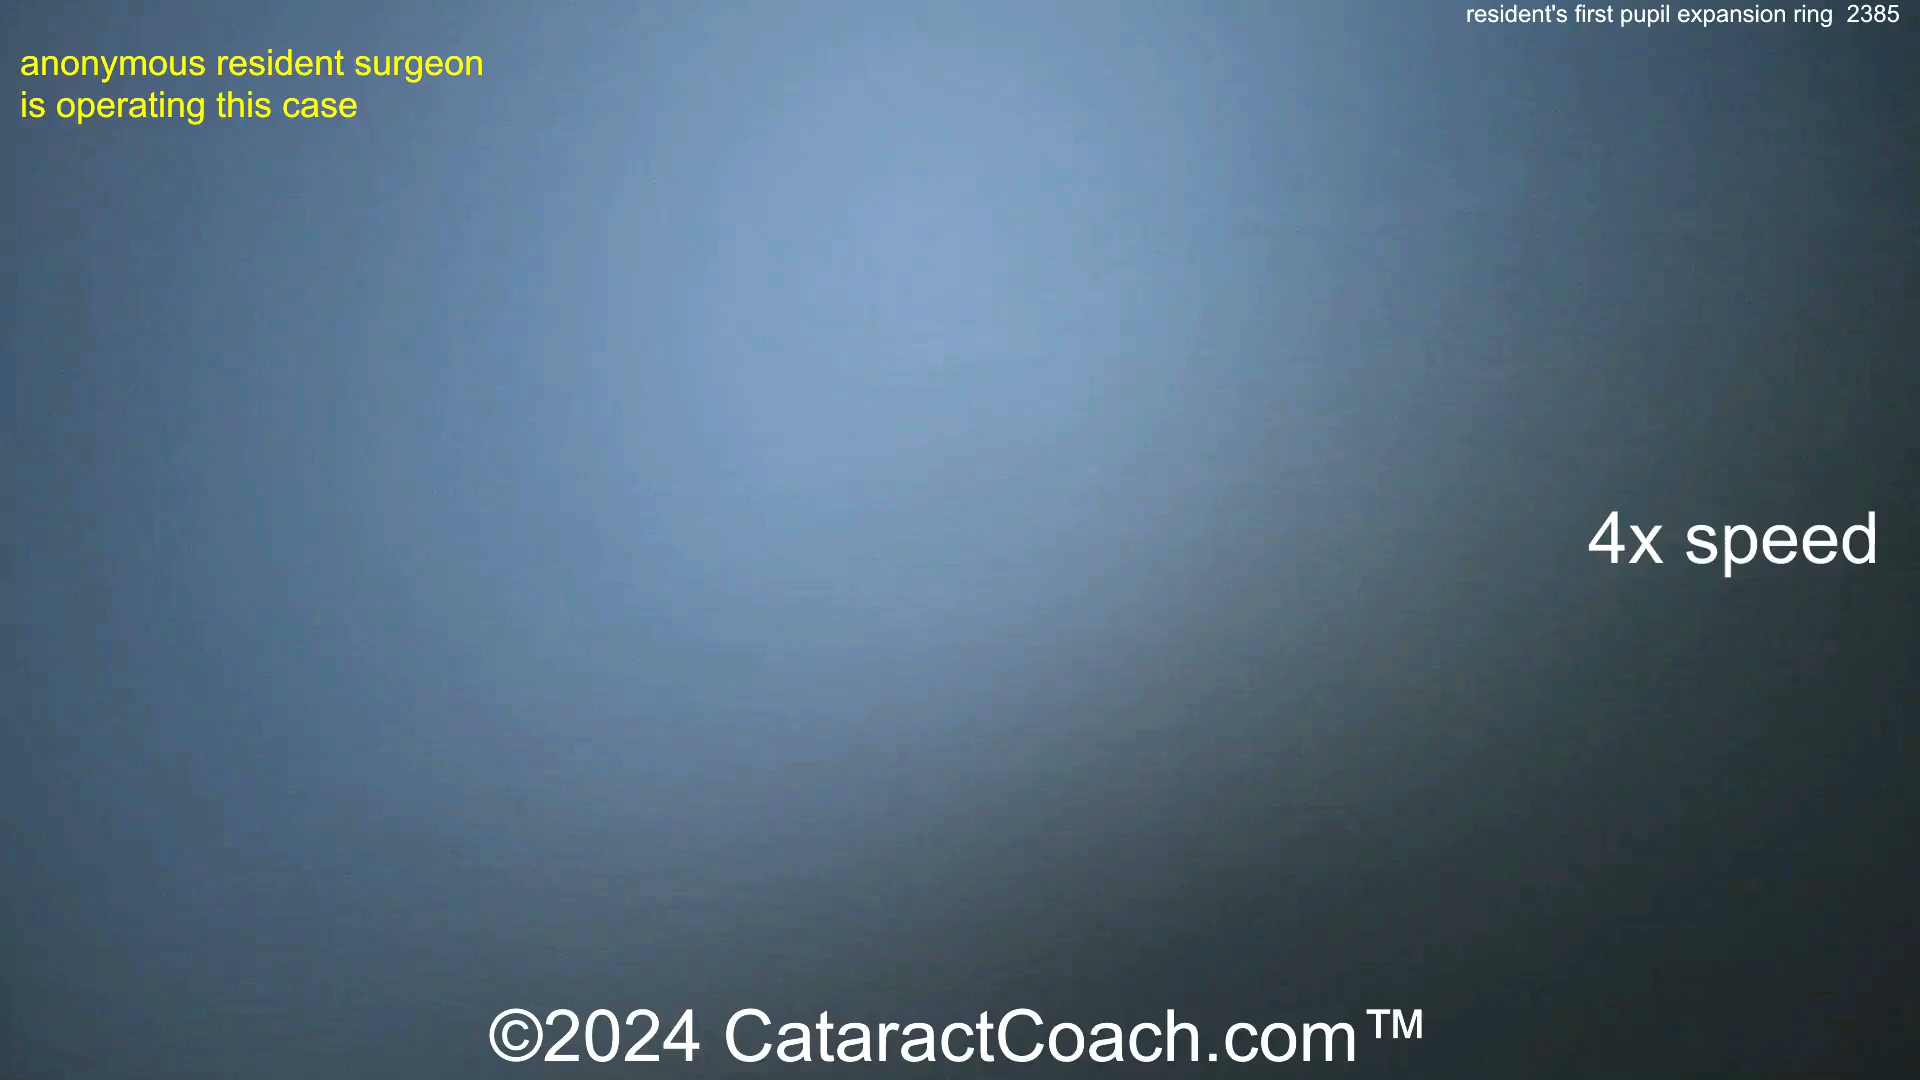 resident's first pupil expansion ring 2385
anonymous resident surgeon
is operating this case
4x speed
©2024 CataractCoach.com™